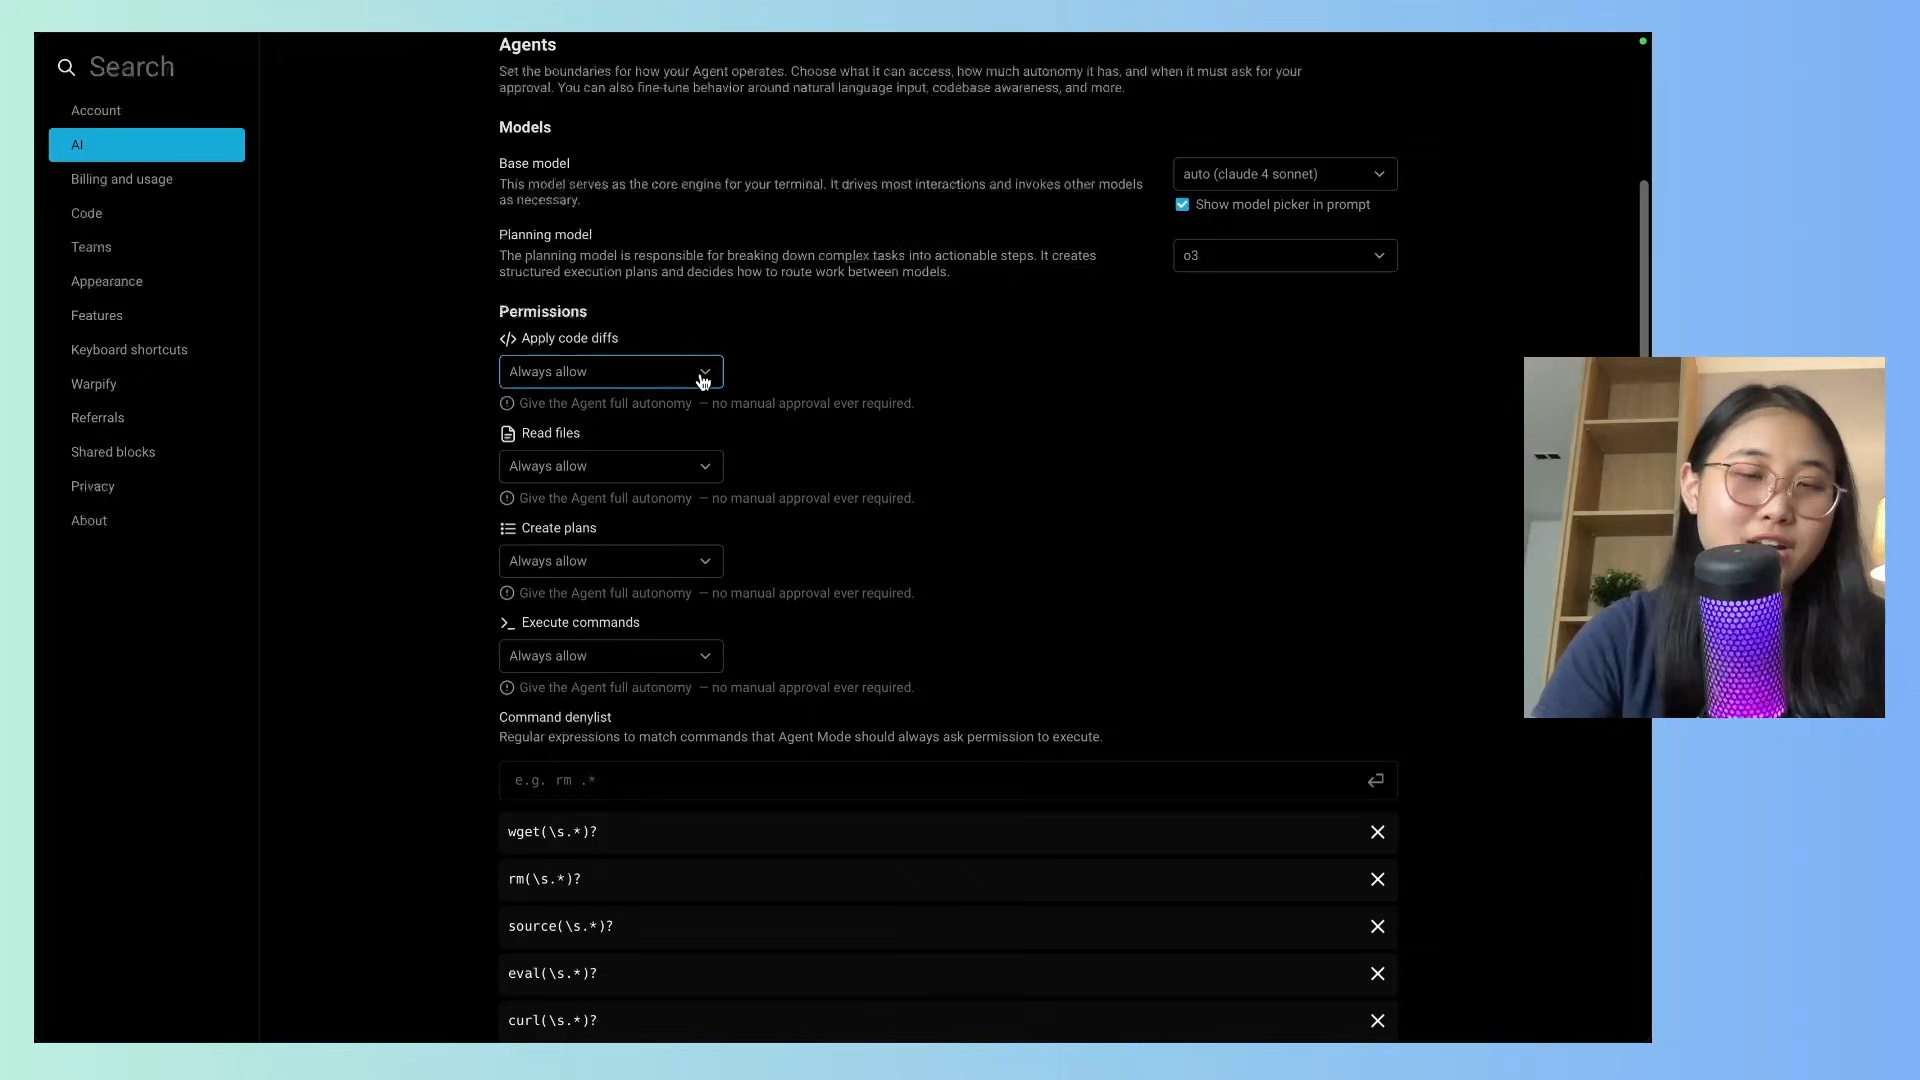 Search
Account
AI
Billing and usage
Code
Teams
Appearance
Features
Keyboard shortcuts
Warpify
Referrals
Shared blocks
Privacy
About
Agents
Set the boundaries for how your Agent operates. Choose what it can access, how much autonomy it has, and when it must ask for your
approval. You can also fine-tune behavior around natural language input, codebase awareness, and more.
Models
Base model
This model serves as the core engine for your terminal. It drives most interactions and invokes other models
as necessary.
auto (claude 4 sonnet)
Show model picker in prompt
Planning model
The planning model is responsible for breaking down complex tasks into actionable steps. It creates
structured execution plans and decides how to route work between models.
o3
Permissions
Apply code diffs
Always allow
Give the Agent full autonomy — no manual approval ever required.
Read files
Always allow
Give the Agent full autonomy — no manual approval ever required.
Create plans
Always allow
Give the Agent full autonomy — no manual approval ever required.
Execute commands
Always allow
Give the Agent full autonomy — no manual approval ever required.
Command denylist
Regular expressions to match commands that Agent Mode should always ask permission to execute.
e.g. rm .*
wget(\s.*)?
rm(\s.*)?
source(\s.*)?
eval(\s.*)?
curl(\s.*)?